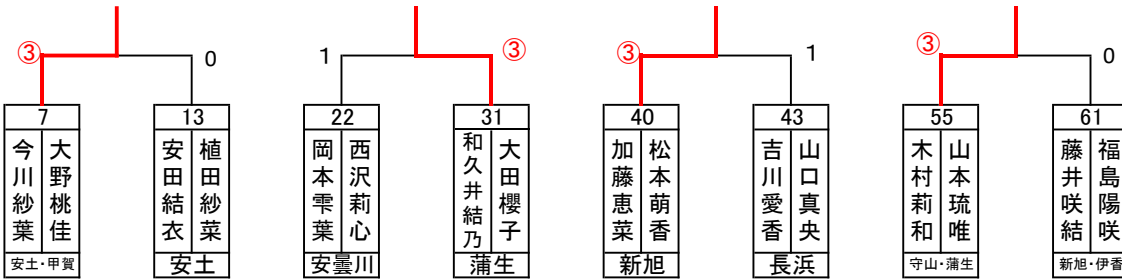 ③ 0 1 ③ ③ 1 ③ 0
7 13 22 31 40 43 55 61
今川紗葉 大野桃佳
安土・甲賀
安田結衣 植田紗菜
安土
岡本雫葉 西沢莉心
安曇川
和久井結乃 大田櫻子
蒲生
加藤恵菜 松本萌香
新旭
吉川愛香 山口真央
長浜
木村莉和 山本琉唯
守山・蒲生
藤井咲結 福島陽咲
新旭・伊香